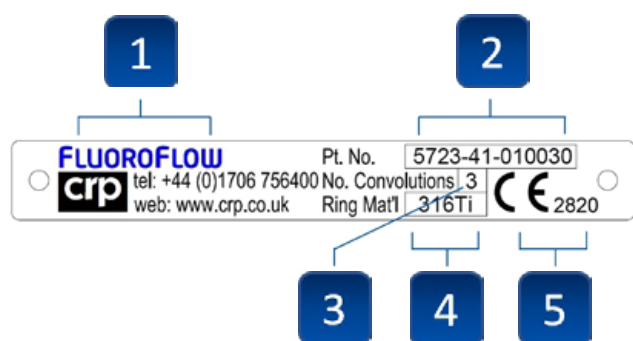 1 2
FLUOROFLOW Pt. No. 5723-41-010030
crp tel: +44 (0)1706 756400 No. Convolutions 3
web: www.crp.co.uk Ring Mat'l 316Ti CE 2820
3 4 5